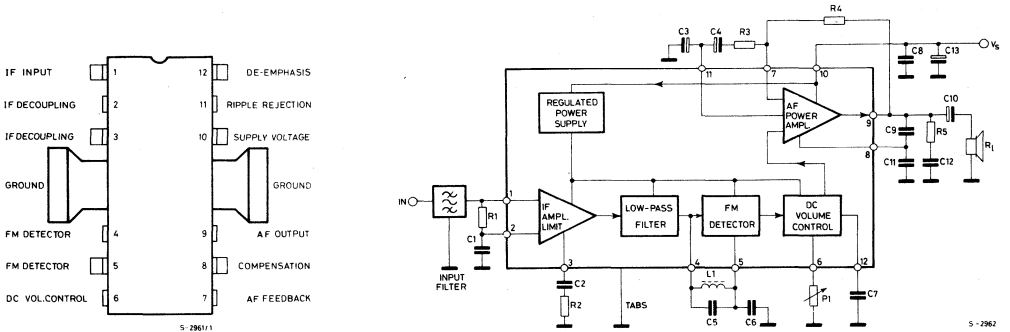 IF INPUT
1
12
DE-EMPHASIS
IF DECOUPLING
2
11
RIPPLE REJECTION
IF DECOUPLING
3
10
SUPPLY VOLTAGE
GROUND
GROUND
FM DETECTOR
4
9
AF OUTPUT
FM DETECTOR
5
8
COMPENSATION
DC VOL.CONTROL
6
7
AF FEEDBACK
S-2961/1
R4
C3
C4
R3
C8
C13
Vs
11
7
10
REGULATED
POWER
SUPPLY
AF
POWER
AMPL.
9
8
C9
C11
R5
C12
C10
RL
IN
INPUT
FILTER
R1
C1
1
2
IF
AMPL.
LIMIT
LOW-PASS
FILTER
FM
DETECTOR
DC
VOLUME
CONTROL
3
4
5
6
12
C2
R2
TABS
L1
C5
C6
P1
C7
S-2962